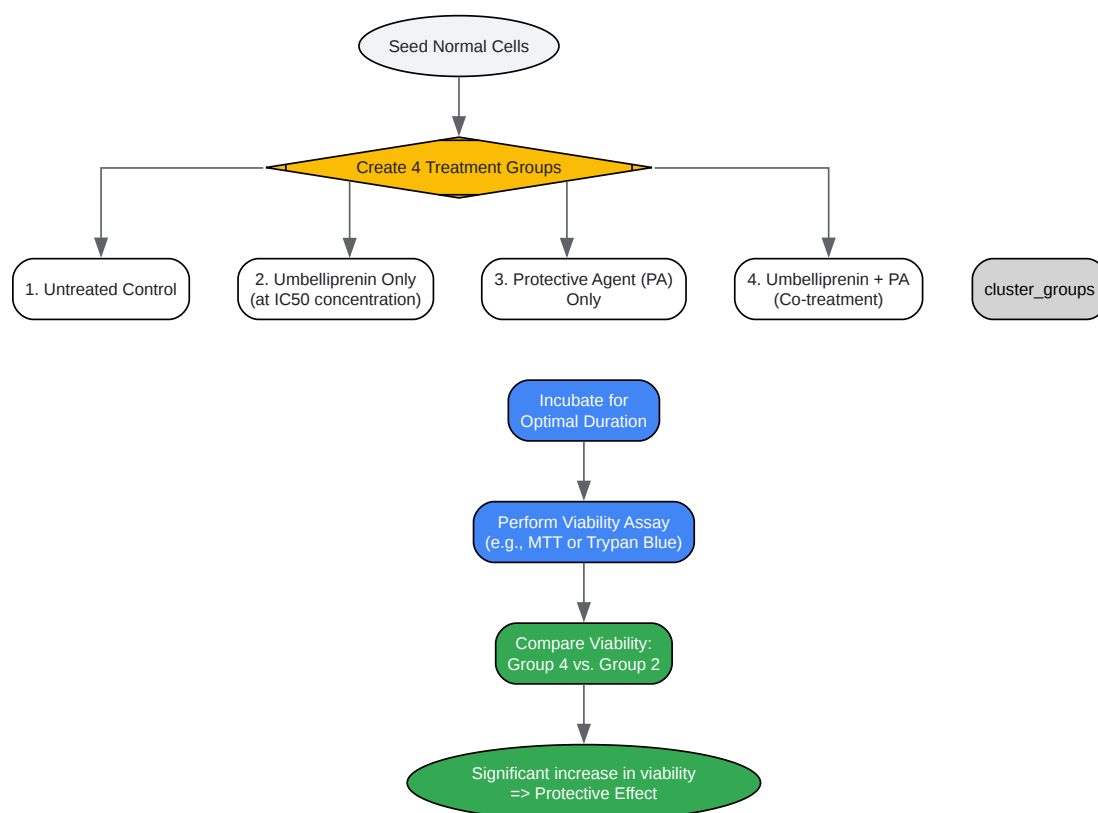 Seed Normal Cells
Create 4 Treatment Groups
1. Untreated Control
2. Umbelliprenin Only
(at IC50 concentration)
3. Protective Agent (PA)
Only
4. Umbelliprenin + PA
(Co-treatment)
cluster_groups
Incubate for
Optimal Duration
Perform Viability Assay
(e.g., MTT or Trypan Blue)
Compare Viability:
Group 4 vs. Group 2
Significant increase in viability
=> Protective Effect